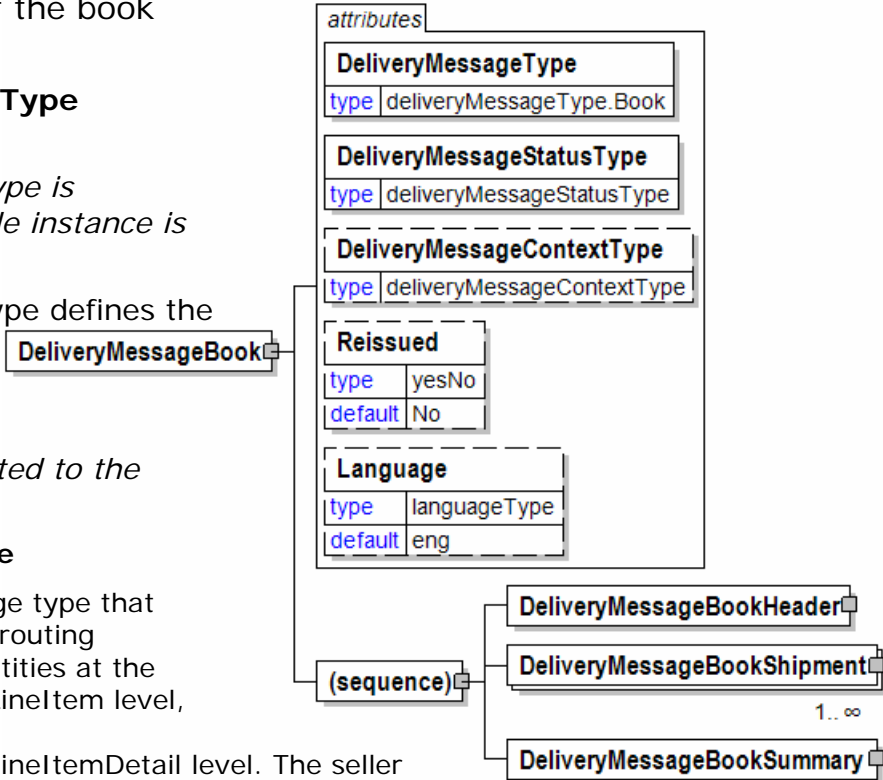 f the book
Type
ype is
le instance is
ype defines the
ted to the
e
ge type that
routing
tities at the
ineItem level,
ineItemDetail level. The seller
DeliveryMessageBook
attributes
DeliveryMessageType
type deliveryMessageType.Book
DeliveryMessageStatusType
type deliveryMessageStatusType
DeliveryMessageContextType
type deliveryMessageContextType
Reissued
type yesNo
default No
Language
type languageType
default eng
(sequence)
DeliveryMessageBookHeader
DeliveryMessageBookShipment
1.. ∞
DeliveryMessageBookSummary